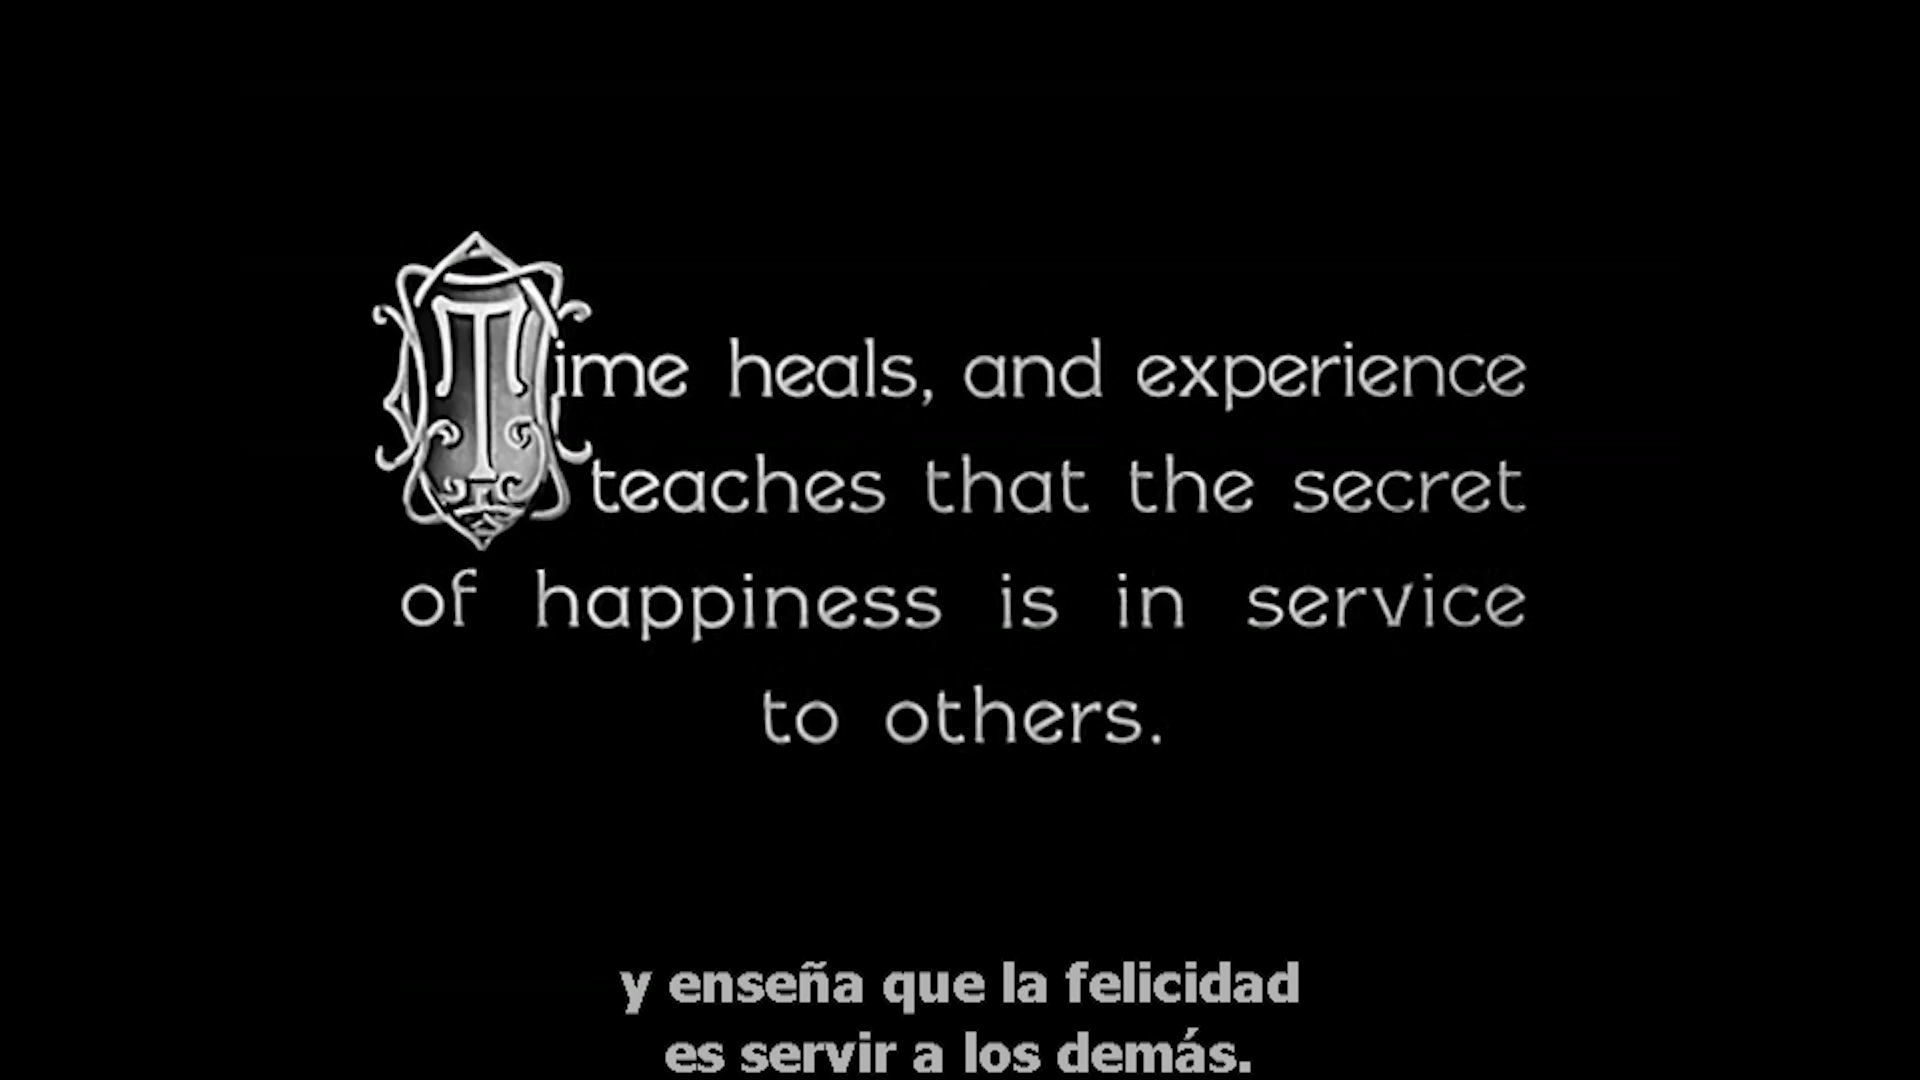 Time heals, and experience
teaches that the secret
of happiness is in service
to others.
y enseña que la felicidad
es servir a los demás.